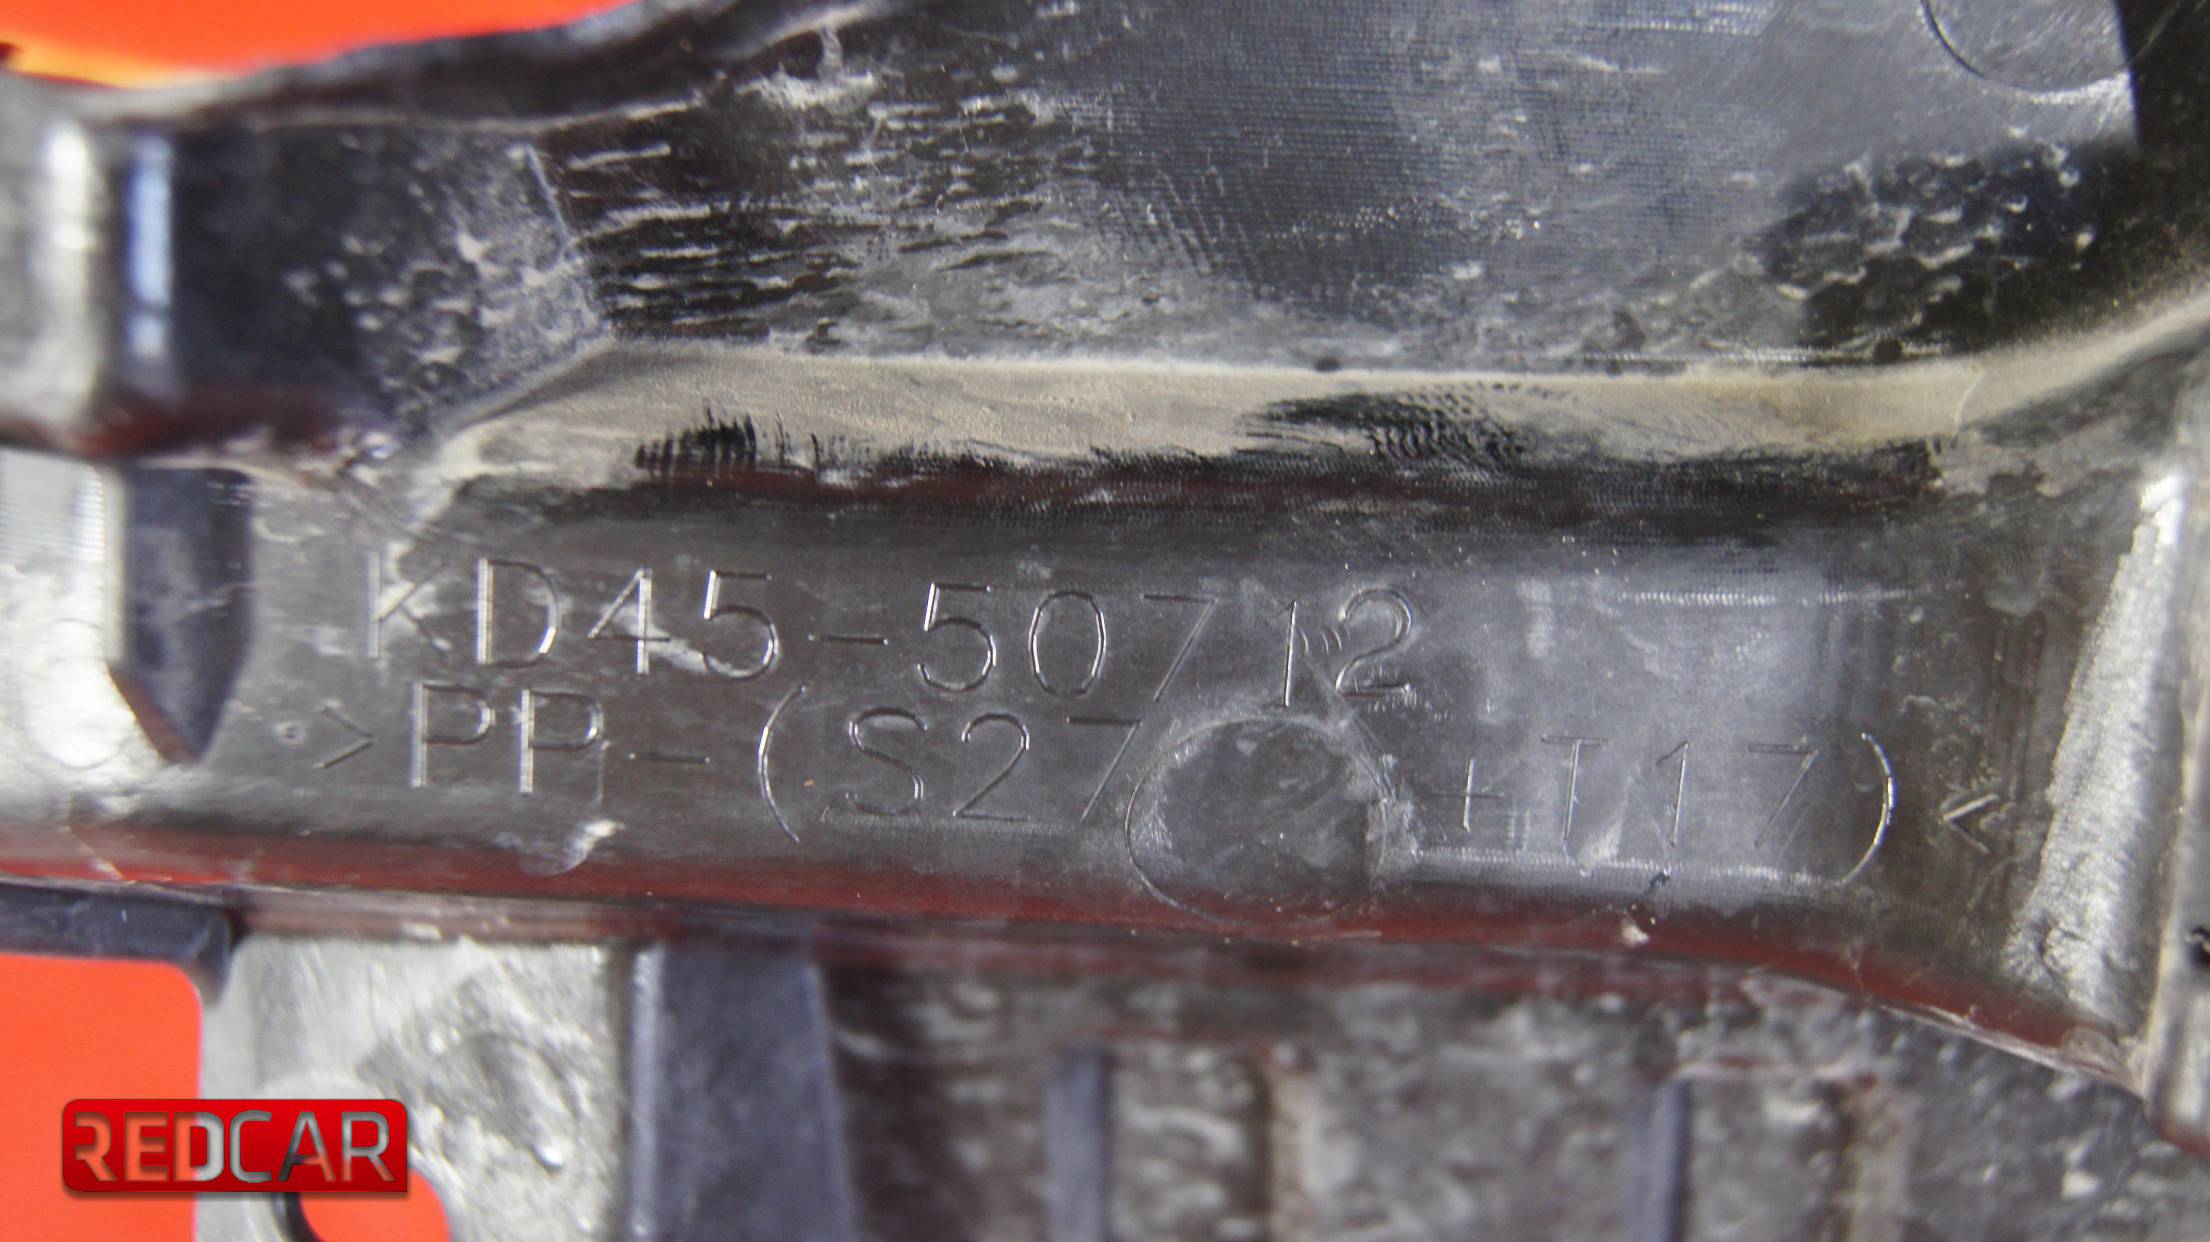 KD45-50712
>PP-(S27 +T17)<
REDCAR